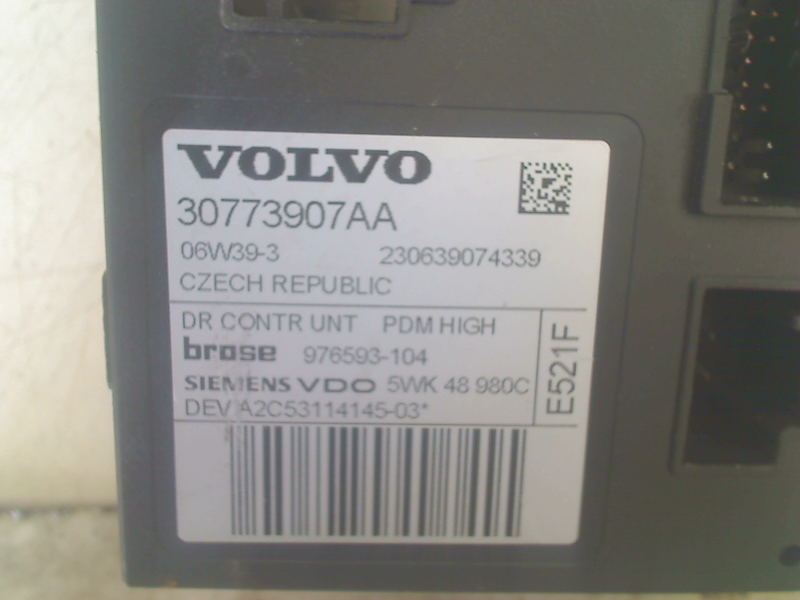 VOLVO
30773907AA
06W39-3 230639074339
CZECH REPUBLIC
DR CONTR UNT PDM HIGH
brose 976593-104
SIEMENS VDO 5WK 48 980C
DEV A2C53114145-03*
E521F